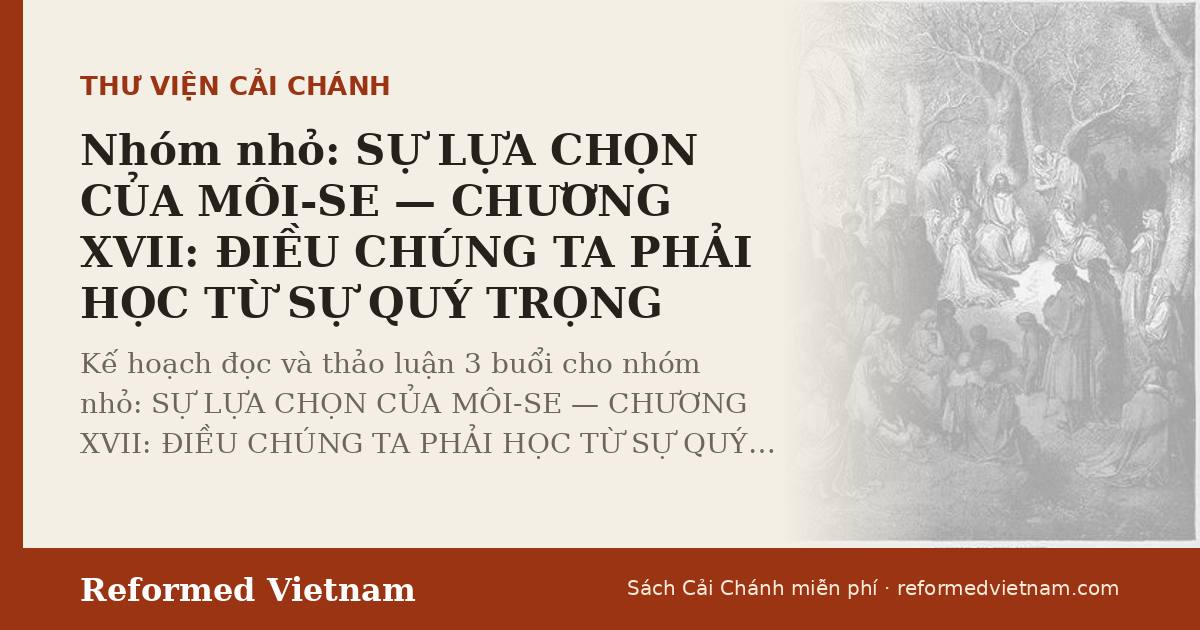 THƯ VIỆN CẢI CHÁNH
Nhóm nhỏ: SỰ LỰA CHỌN
CỦA MÔI-SE — CHƯƠNG
XVII: ĐIỀU CHÚNG TA PHẢI
HỌC TỪ SỰ QUÝ TRỌNG
Kế hoạch đọc và thảo luận 3 buổi cho nhóm
nhỏ: SỰ LỰA CHỌN CỦA MÔI-SE — CHƯƠNG
XVII: ĐIỀU CHÚNG TA PHẢI HỌC TỪ SỰ QUÝ...
Reformed Vietnam
Sách Cải Chánh miễn phí · reformedvietnam.com